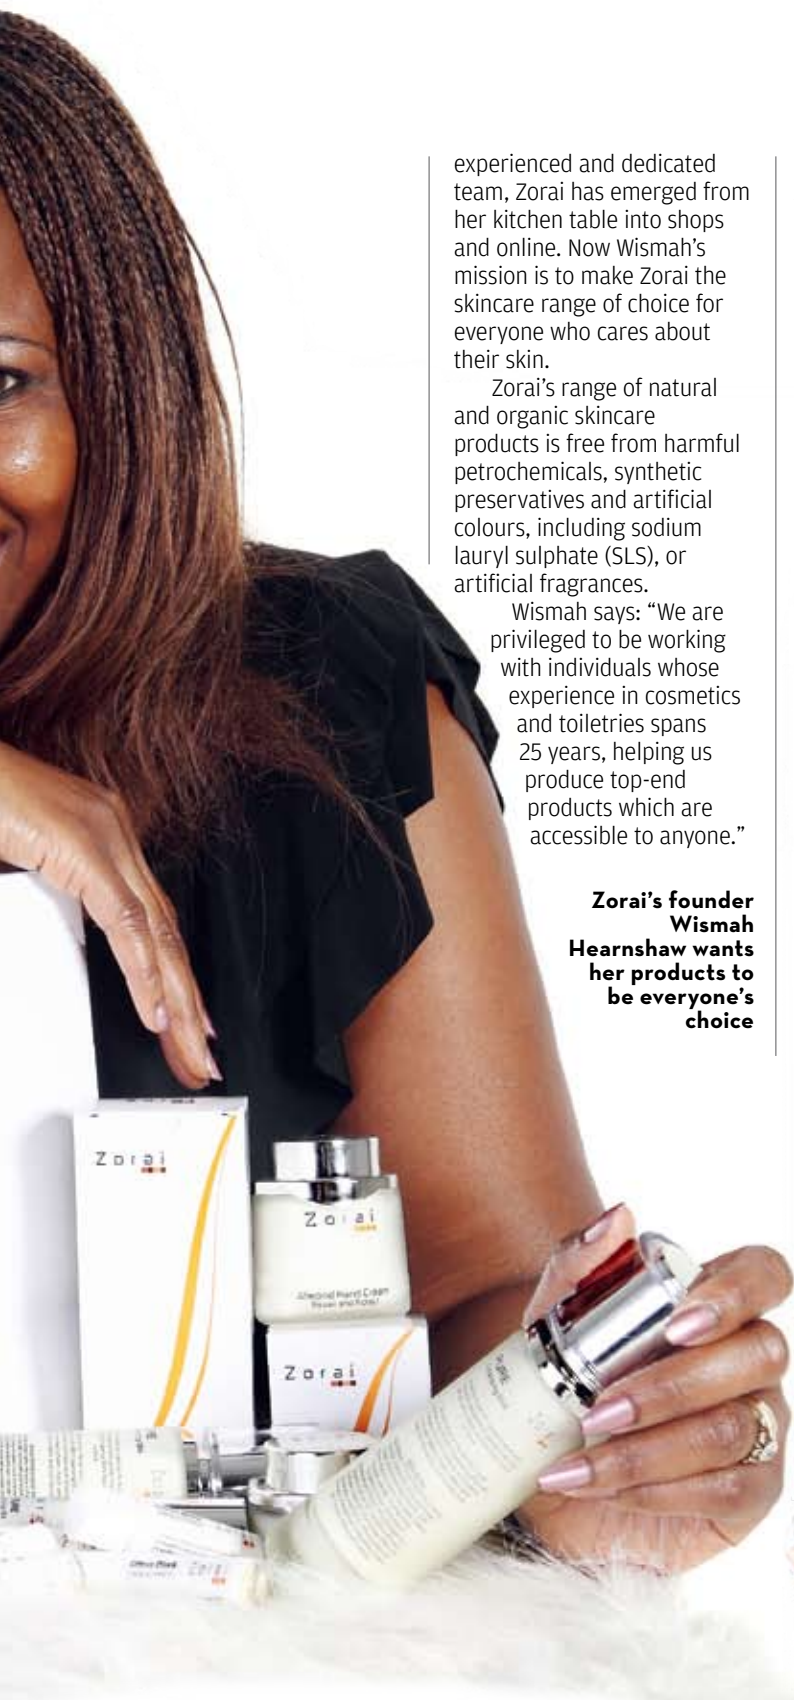 experienced and dedicated
team, Zorai has emerged from
her kitchen table into shops
and online. Now Wismah’s
mission is to make Zorai the
skincare range of choice for
everyone who cares about
their skin.
Zorai’s range of natural
and organic skincare
products is free from harmful
petrochemicals, synthetic
preservatives and artificial
colours, including sodium
lauryl sulphate (SLS), or
artificial fragrances.
Wismah says: “We are
privileged to be working
with individuals whose
experience in cosmetics
and toiletries spans
25 years, helping us
produce top-end
products which are
accessible to anyone.”
Zorai’s founder
Wismah
Hearnshaw wants
her products to
be everyone’s
choice
Zorai
Zorai
Almond Hand Cream
Zorai